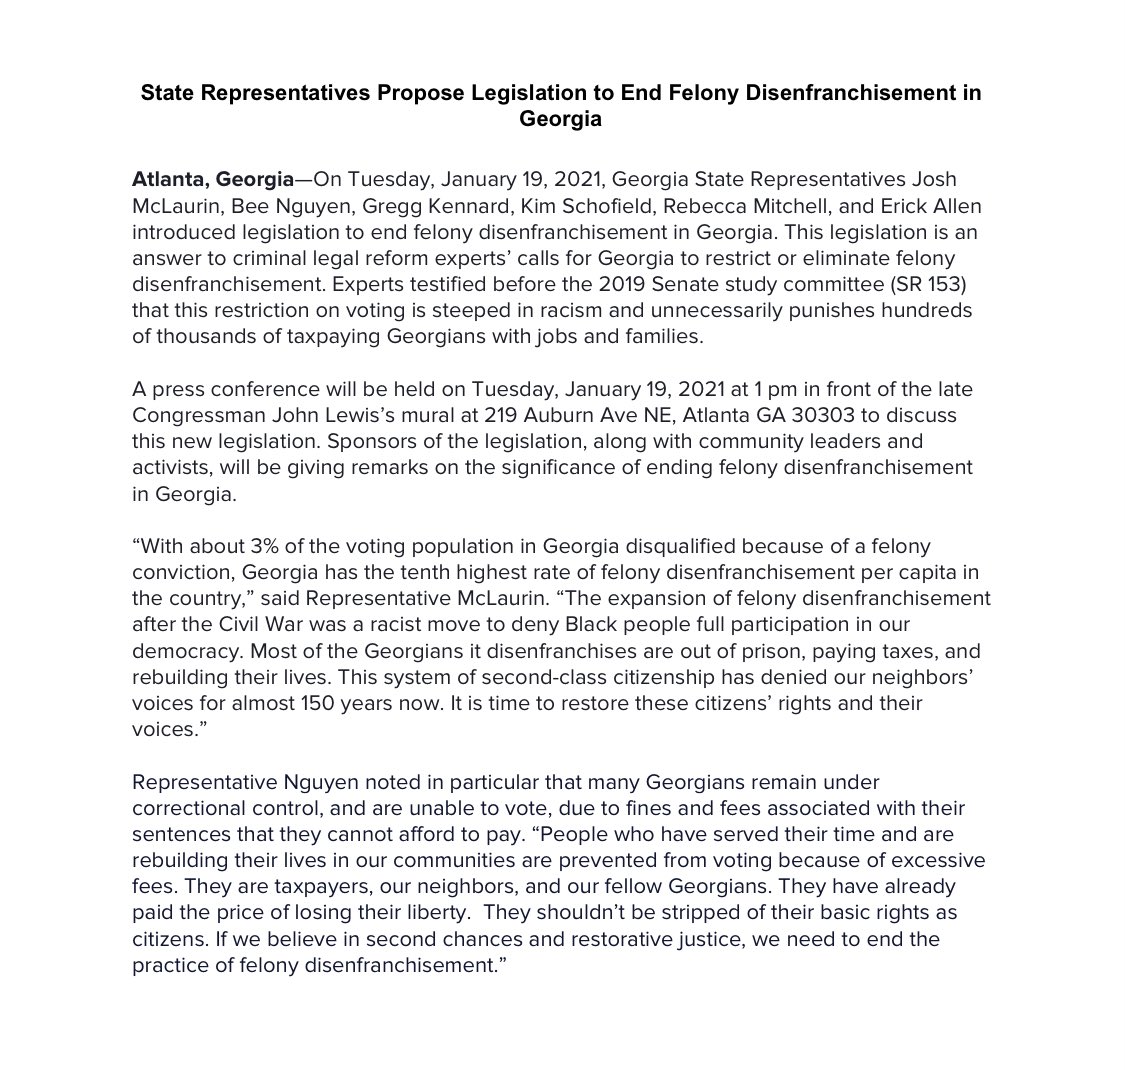 State Representatives Propose Legislation to End Felony Disenfranchisement in
Georgia
Atlanta, Georgia—On Tuesday, January 19, 2021, Georgia State Representatives Josh
McLaurin, Bee Nguyen, Gregg Kennard, Kim Schofield, Rebecca Mitchell, and Erick Allen
introduced legislation to end felony disenfranchisement in Georgia. This legislation is an
answer to criminal legal reform experts’ calls for Georgia to restrict or eliminate felony
disenfranchisement. Experts testified before the 2019 Senate study committee (SR 153)
that this restriction on voting is steeped in racism and unnecessarily punishes hundreds
of thousands of taxpaying Georgians with jobs and families.
A press conference will be held on Tuesday, January 19, 2021 at 1 pm in front of the late
Congressman John Lewis’s mural at 219 Auburn Ave NE, Atlanta GA 30303 to discuss
this new legislation. Sponsors of the legislation, along with community leaders and
activists, will be giving remarks on the significance of ending felony disenfranchisement
in Georgia.
“With about 3% of the voting population in Georgia disqualified because of a felony
conviction, Georgia has the tenth highest rate of felony disenfranchisement per capita in
the country,” said Representative McLaurin. “The expansion of felony disenfranchisement
after the Civil War was a racist move to deny Black people full participation in our
democracy. Most of the Georgians it disenfranchises are out of prison, paying taxes, and
rebuilding their lives. This system of second-class citizenship has denied our neighbors’
voices for almost 150 years now. It is time to restore these citizens’ rights and their
voices.”
Representative Nguyen noted in particular that many Georgians remain under
correctional control, and are unable to vote, due to fines and fees associated with their
sentences that they cannot afford to pay. “People who have served their time and are
rebuilding their lives in our communities are prevented from voting because of excessive
fees. They are taxpayers, our neighbors, and our fellow Georgians. They have already
paid the price of losing their liberty.  They shouldn’t be stripped of their basic rights as
citizens. If we believe in second chances and restorative justice, we need to end the
practice of felony disenfranchisement.”